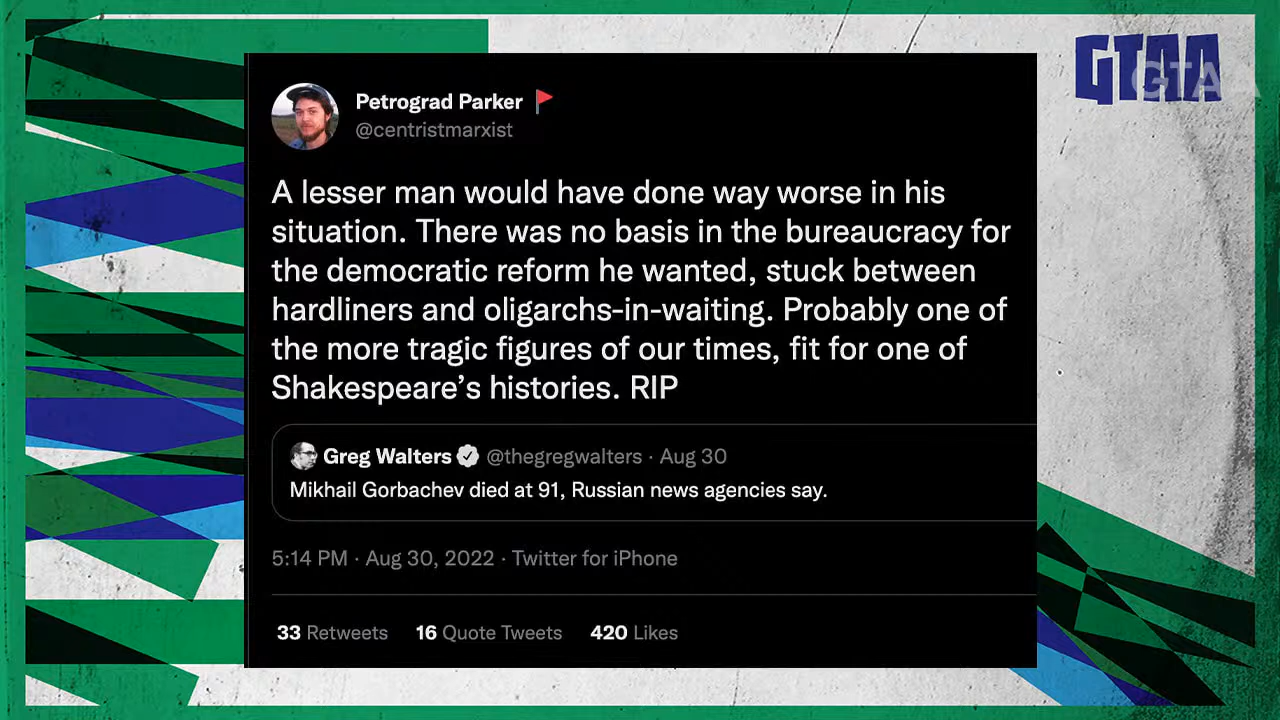 GTAA
GTAA
Petrograd Parker
@centristmarxist
A lesser man would have done way worse in his
situation. There was no basis in the bureaucracy for
the democratic reform he wanted, stuck between
hardliners and oligarchs-in-waiting. Probably one of
the more tragic figures of our times, fit for one of
Shakespeare’s histories. RIP
Greg Walters @thegregwalters · Aug 30
Mikhail Gorbachev died at 91, Russian news agencies say.
5:14 PM · Aug 30, 2022 · Twitter for iPhone
33 Retweets 16 Quote Tweets 420 Likes